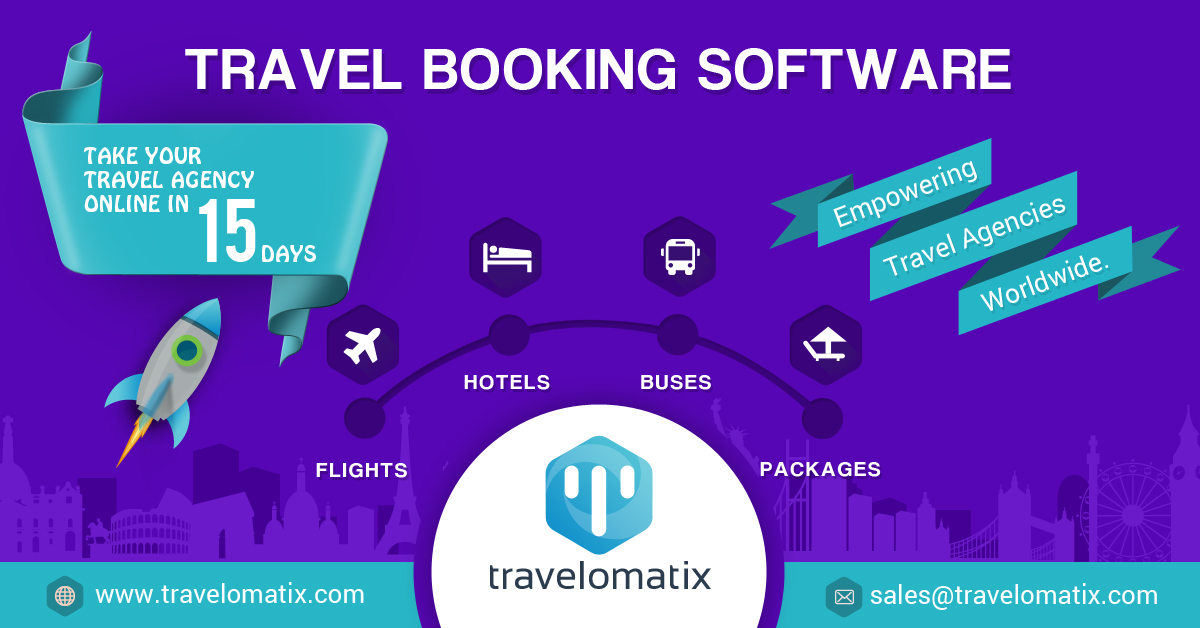 TRAVEL BOOKING SOFTWARE
TAKE YOUR
TRAVEL AGENCY
ONLINE IN 15 DAYS
Empowering
Travel Agencies
Worldwide.
HOTELS
BUSES
FLIGHTS
PACKAGES
travelomatix
www.travelomatix.com
sales@travelomatix.com